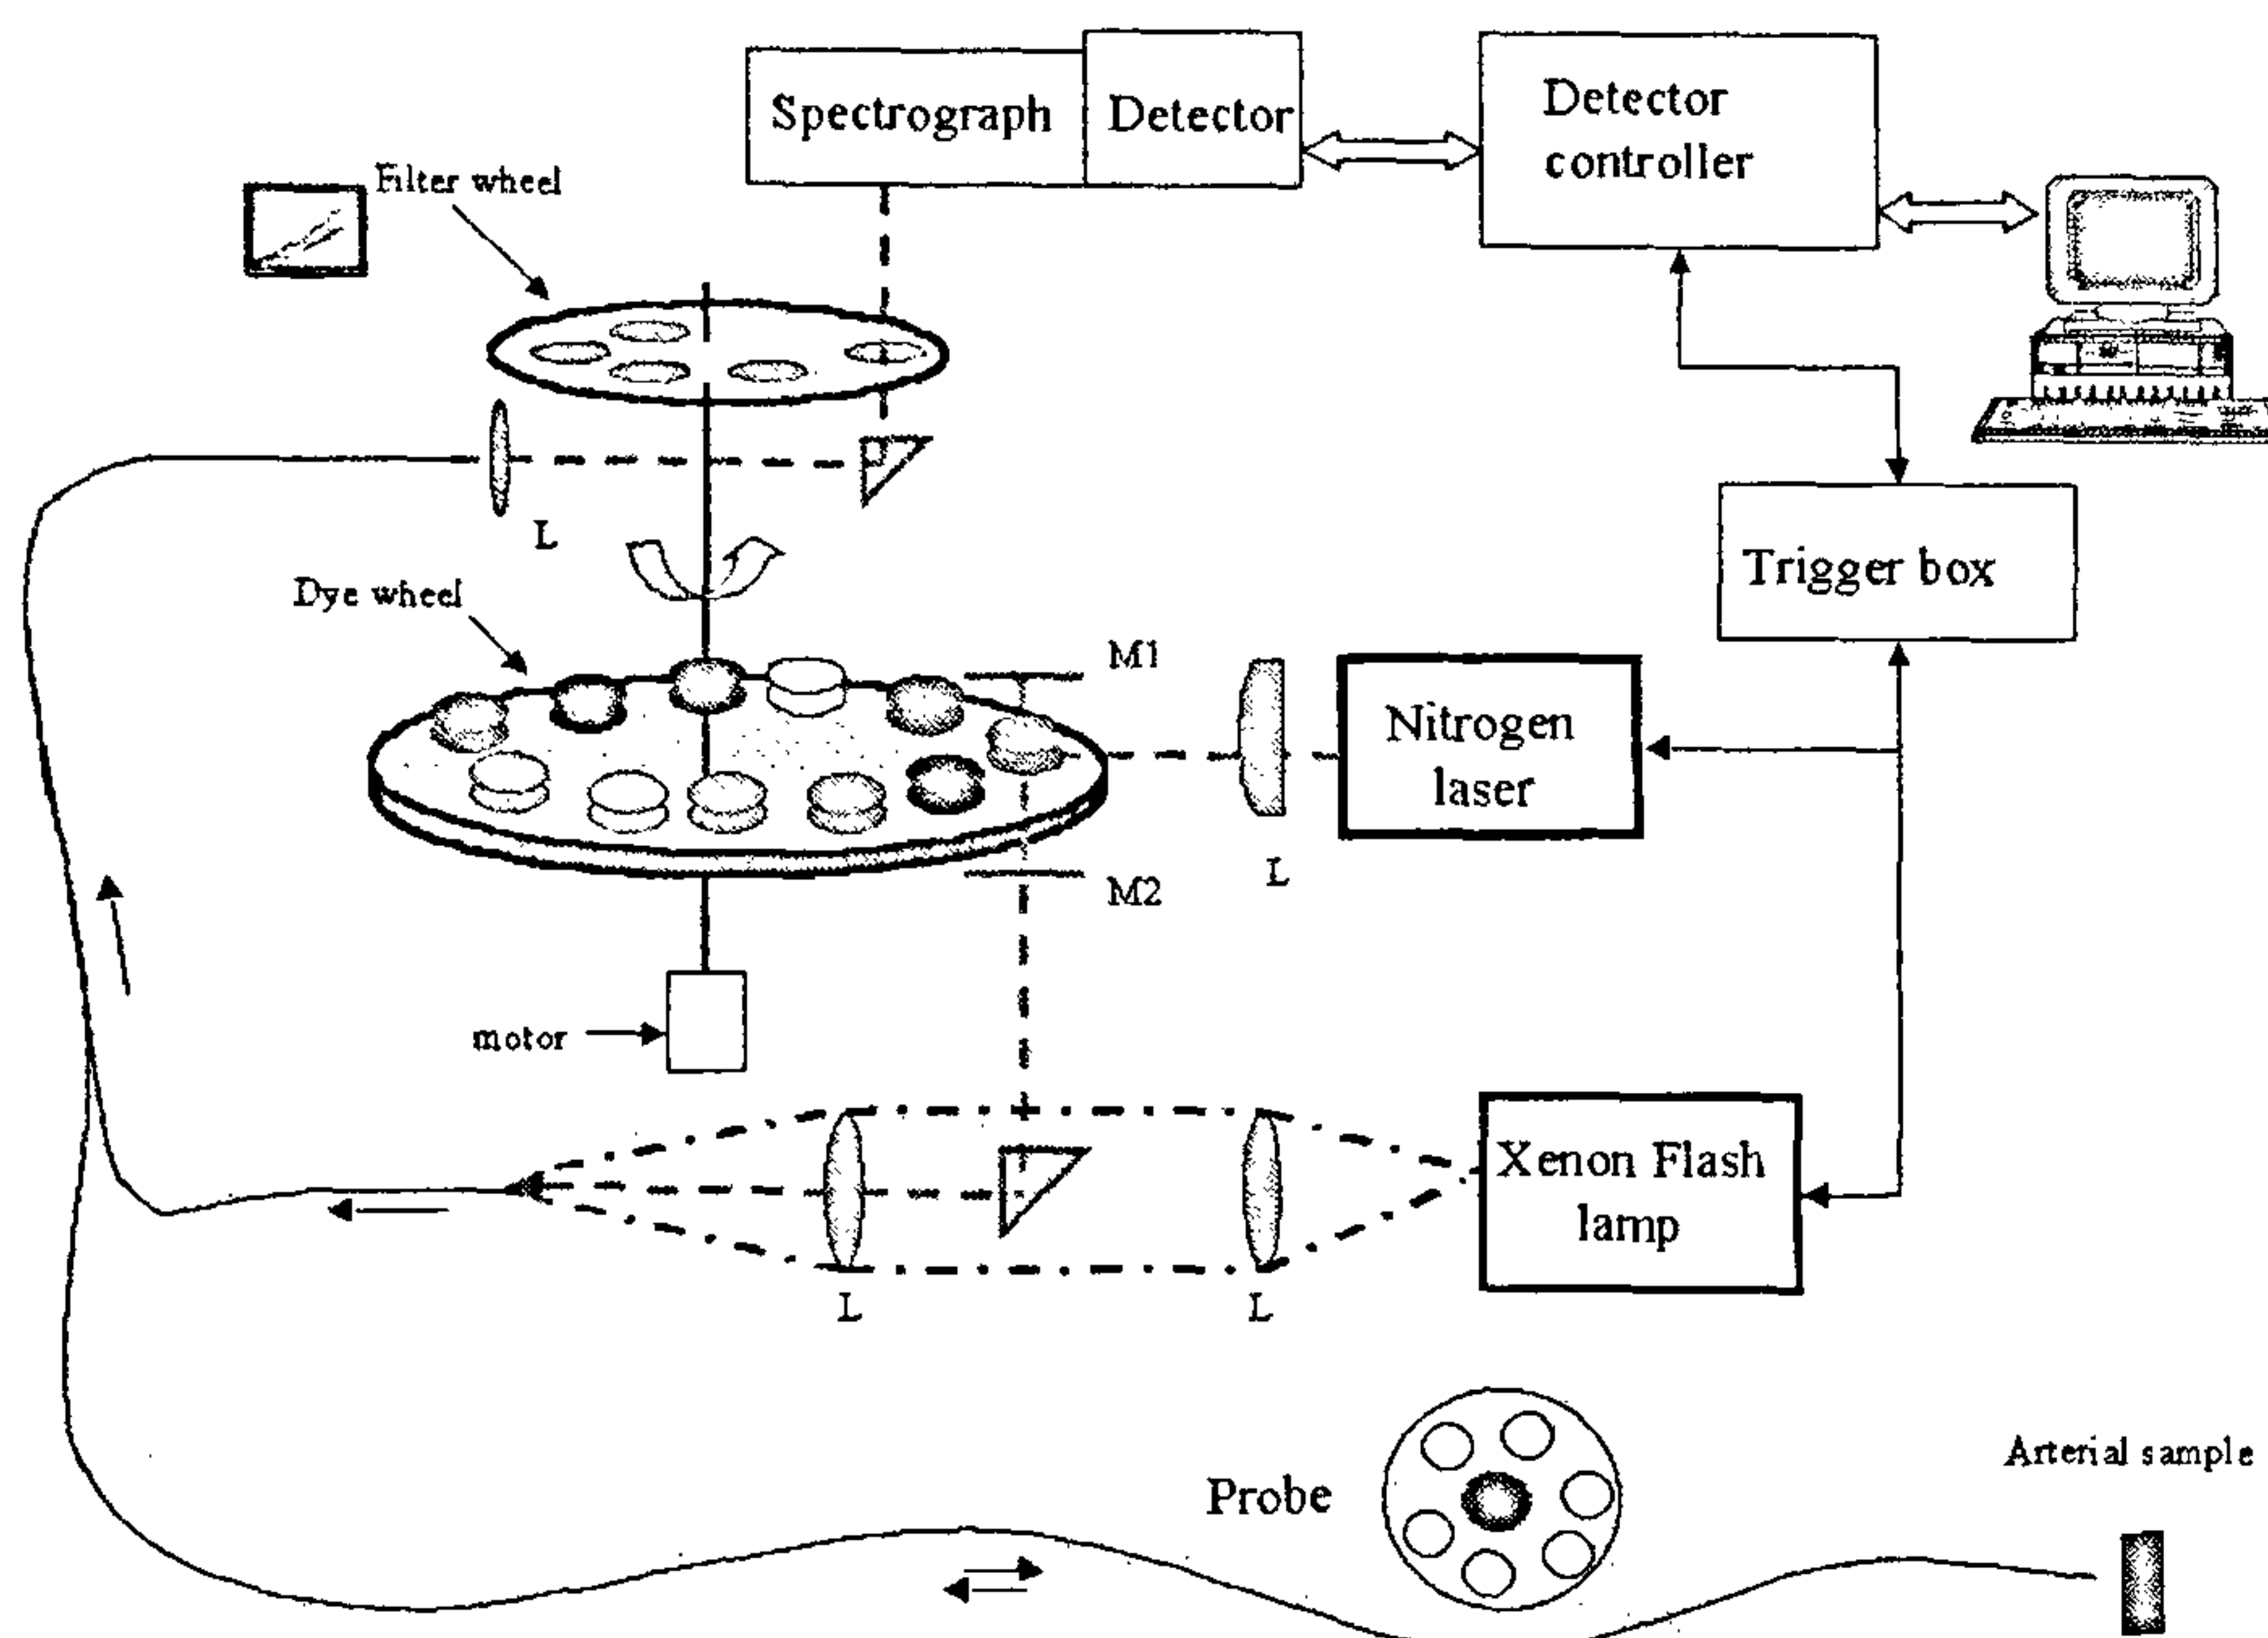 Spectrograph
Detector
Detector
controller
Filter wheel
L
Trigger box
Dye wheel
M1
Nitrogen
laser
L
M2
motor
Xenon Flash
lamp
L
L
Probe
Arterial sample